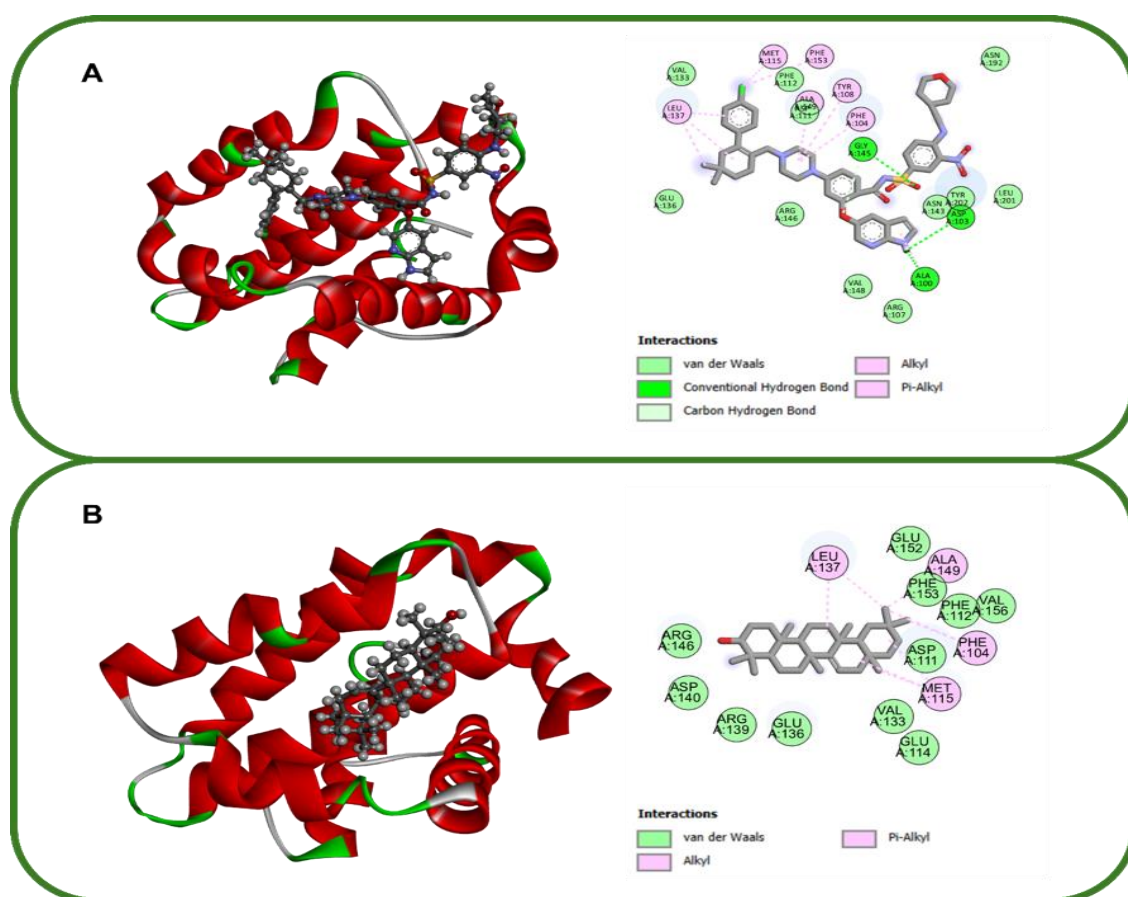 A
MET
A:115
PHE
A:153
ASN
A:192
VAL
A:133
PHE
A:112
TYR
A:108
LEU
A:137
ALA
A:149
A:111
PHE
A:104
GLY
A:145
GLU
A:136
ARG
A:146
ASN
A:143
TYR
A:202
LEU
A:201
ASP
A:103
ALA
A:100
VAL
A:148
ARG
A:107
Interactions
van der Waals
Conventional Hydrogen Bond
Carbon Hydrogen Bond
Alkyl
Pi-Alkyl
B
GLU
A:152
LEU
A:137
ALA
A:149
PHE
A:153
PHE
A:112
VAL
A:156
ARG
A:146
ASP
A:111
PHE
A:104
ASP
A:140
MET
A:115
ARG
A:139
GLU
A:136
VAL
A:133
GLU
A:114
Interactions
van der Waals
Alkyl
Pi-Alkyl